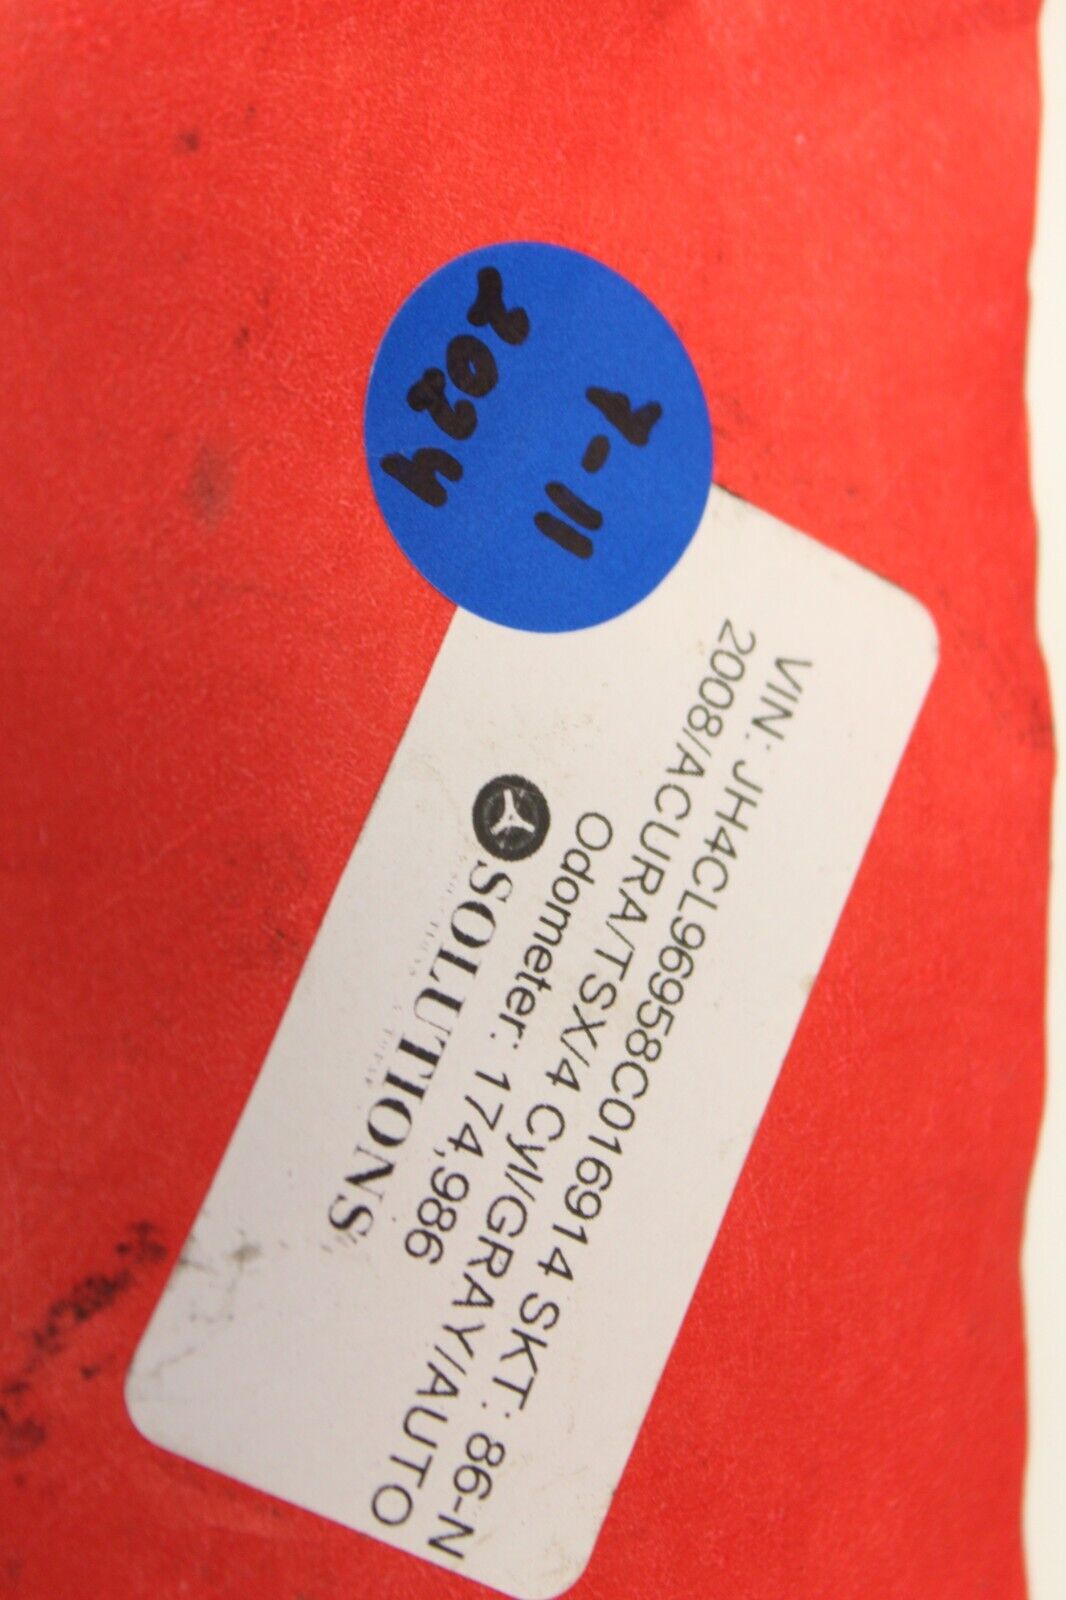 7-11
2024
VIN: JH4CL96958C016914 SKT: 86-N
2008/ACURA/TSX/4 Cyl/GRAY/AUTO
Odometer: 174,986
SOLUTIONS